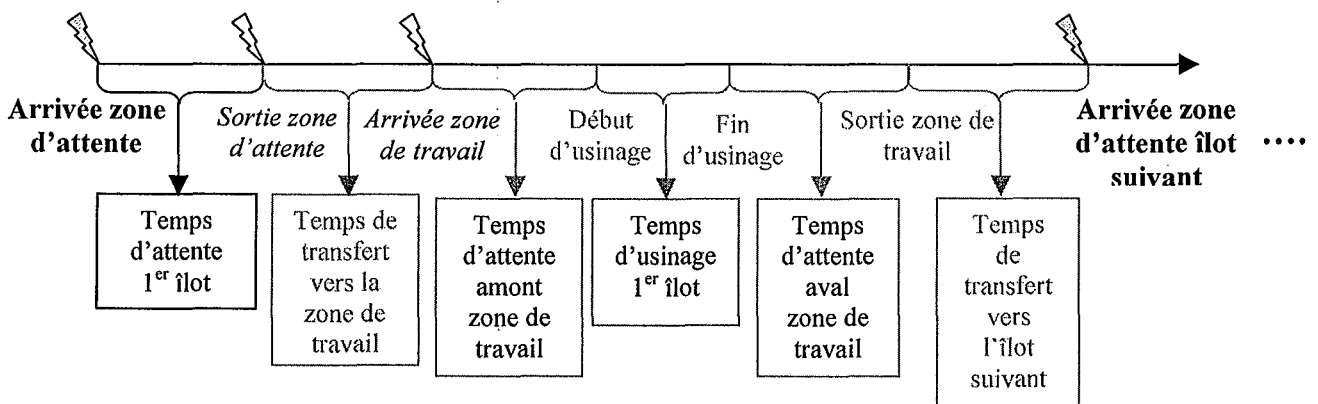 Arrivée zone
d'attente
Sortie zone
d'attente
Arrivée zone
de travail
Début
d'usinage
Fin
d'usinage
Sortie zone de
travail
Arrivée zone
d'attente îlot
suivant
....
Temps
d'attente
1er îlot
Temps de
transfert
vers la
zone de
travail
Temps
d'attente
amont
zone de
travail
Temps
d'usinage
1er îlot
Temps
d'attente
aval
zone de
travail
Temps
de
transfert
vers
l'îlot
suivant